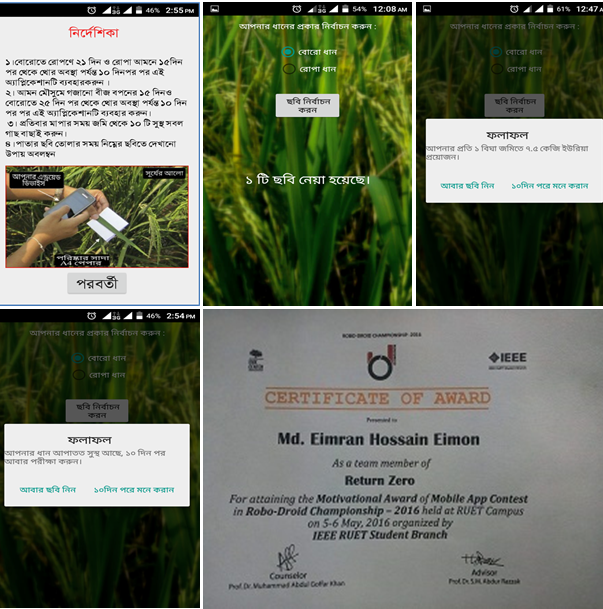 46% 2:55 PM
নির্দেশিকা
১।বোরোতে রোপণে ২১ দিন ও রোপা আমনে ১৫দিন
পর থেকে থোর অবস্থা পর্যন্ত ১০ দিনপর পর এই
অ্যাপ্লিকেশানটি ব্যবহারকরুন ।
২। আমন মৌসুমে গজানো বীজ বপনের ১৫ দিনও
বোরোতে ২৫ দিন পর থেকে থোর অবস্থা পর্যন্ত ১০ দিন
পর পর এই অ্যাপ্লিকেশানটি ব্যবহার করুন।
৩। প্রতিবার মাপার সময় জমি থেকে ১০ টি সুস্থ সবল
গাছ বাছাই করুন।
৪।পাতার ছবি তোলার সময় নিম্নের ছবিতে দেখানো
উপায় অবলম্বন
আপনার এন্ড্রয়েড
ডিভাইস
সূর্যের আলো
পরিষ্কার সাদা
A4 পেপার
পরবর্তী
54% 12:08 AM
আপনার ধানের প্রকার নির্বাচন করুন :
বোরো ধান
রোপা ধান
ছবি নির্বাচন
করুন
১ টি ছবি নেয়া হয়েছে।
61% 12:47 A
আপনার ধানের প্রকার নির্বাচন করুন :
বোরো ধান
রোপা ধান
ছবি নির্বাচন
করুন
ফলাফল
আপনার প্রতি ১ বিঘা জমিতে ৭.৫ কেজি ইউরিয়া
প্রয়োজন।
আবার ছবি নিন ১০দিন পরে মনে করান
46% 2:54 PM
আপনার ধানের প্রকার নির্বাচন করুন :
বোরো ধান
রোপা ধান
ছবি নির্বাচন
করুন
ফলাফল
আপনার ধান আপাতত সুস্থ আছে, ১০ দিন পর
আবার পরীক্ষা করুন।
আবার ছবি নিন ১০দিন পরে মনে করান
ROBO-DROID CHAMPIONSHIP-2016
IEEE
CERTIFICATE OF AWARD
Presented to
Md. Eimran Hossain Eimon
As a team member of
Return Zero
For attaining the Motivational Award of Mobile App Contest
in Robo-Droid Championship – 2016 held at RUET Campus
on 5-6 May, 2016 organized by
IEEE RUET Student Branch
Counselor
Prof. Dr. Muhammad Abdul Goffar Khan
Advisor
Prof. Dr. S.M. Abdur Razzak